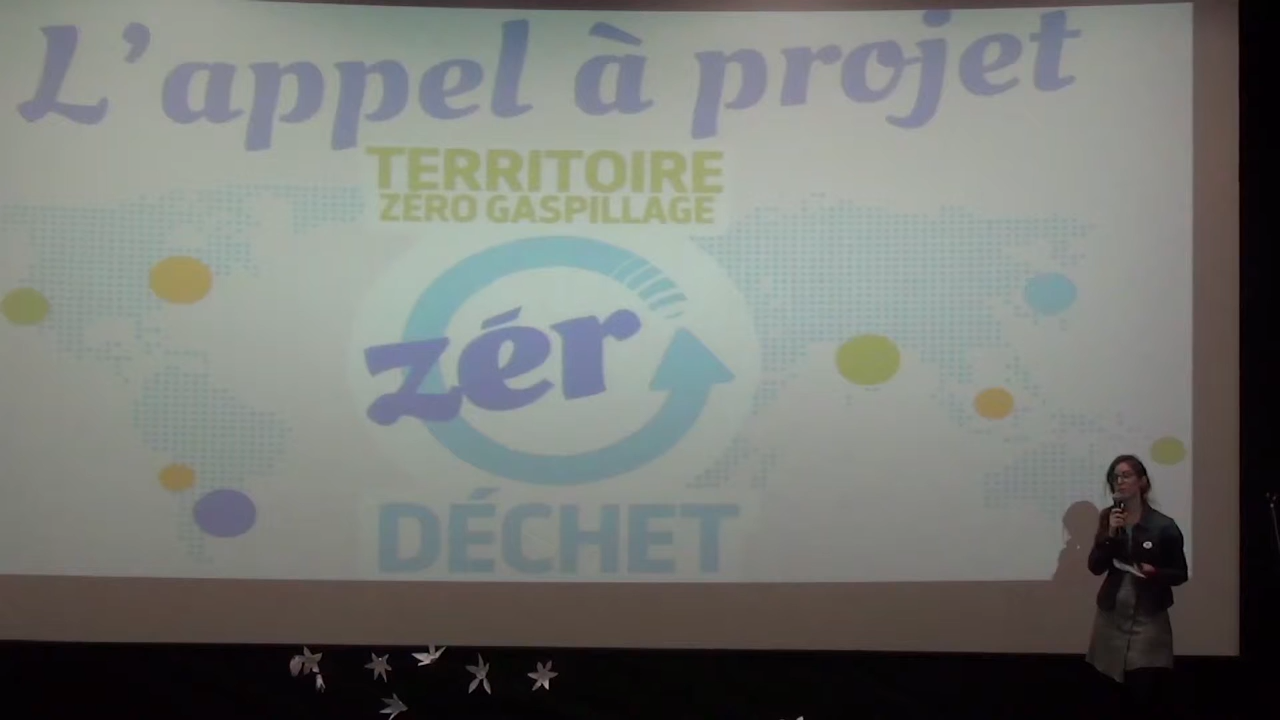 L'appel à projet
TERRITOIRE
ZERO GASPILLAGE
zér
DÉCHET